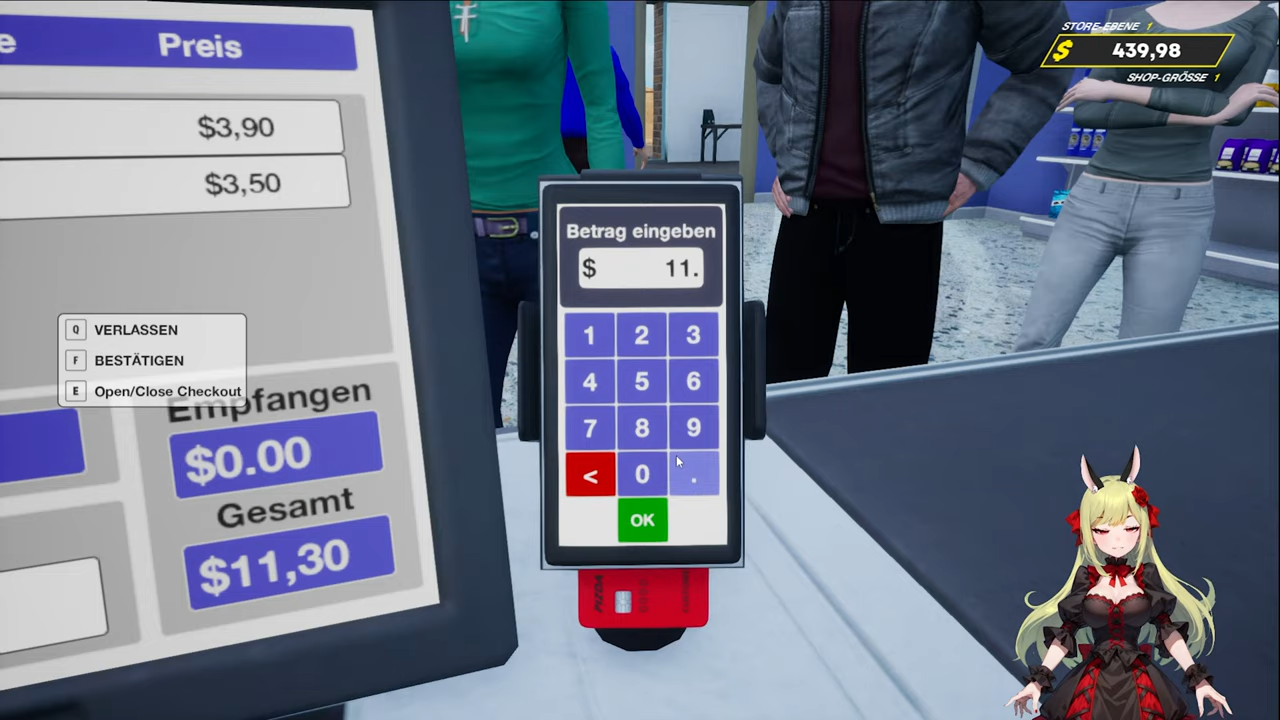 e Preis
$3,90
$3,50
Q VERLASSEN
F BESTÄTIGEN
E Open/Close Checkout
Empfangen
$0.00
Gesamt
$11,30
Betrag eingeben
$ 11.
1 2 3
4 5 6
7 8 9
< 0 .
OK
STORE-EBENE 1
$ 439,98
SHOP-GRÖSSE 1